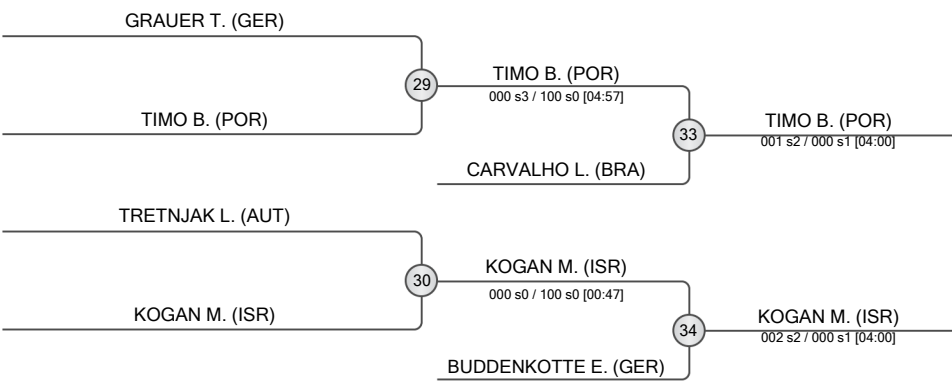 GRAUER T. (GER)
29
TIMO B. (POR)
000 s3 / 100 s0 [04:57]
TIMO B. (POR)
33
TIMO B. (POR)
001 s2 / 000 s1 [04:00]
CARVALHO L. (BRA)
TRETNJAK L. (AUT)
30
KOGAN M. (ISR)
000 s0 / 100 s0 [00:47]
KOGAN M. (ISR)
34
KOGAN M. (ISR)
002 s2 / 000 s1 [04:00]
BUDDENKOTTE E. (GER)